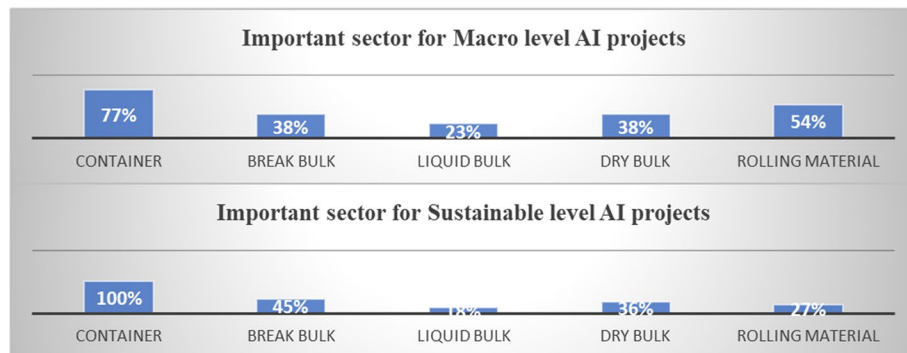 Important sector for Macro level AI projects
77% 38% 23% 38% 54%
CONTAINER BREAK BULK LIQUID BULK DRY BULK ROLLING MATERIAL
Important sector for Sustainable level AI projects
100% 45% 18% 36% 27%
CONTAINER BREAK BULK LIQUID BULK DRY BULK ROLLING MATERIAL